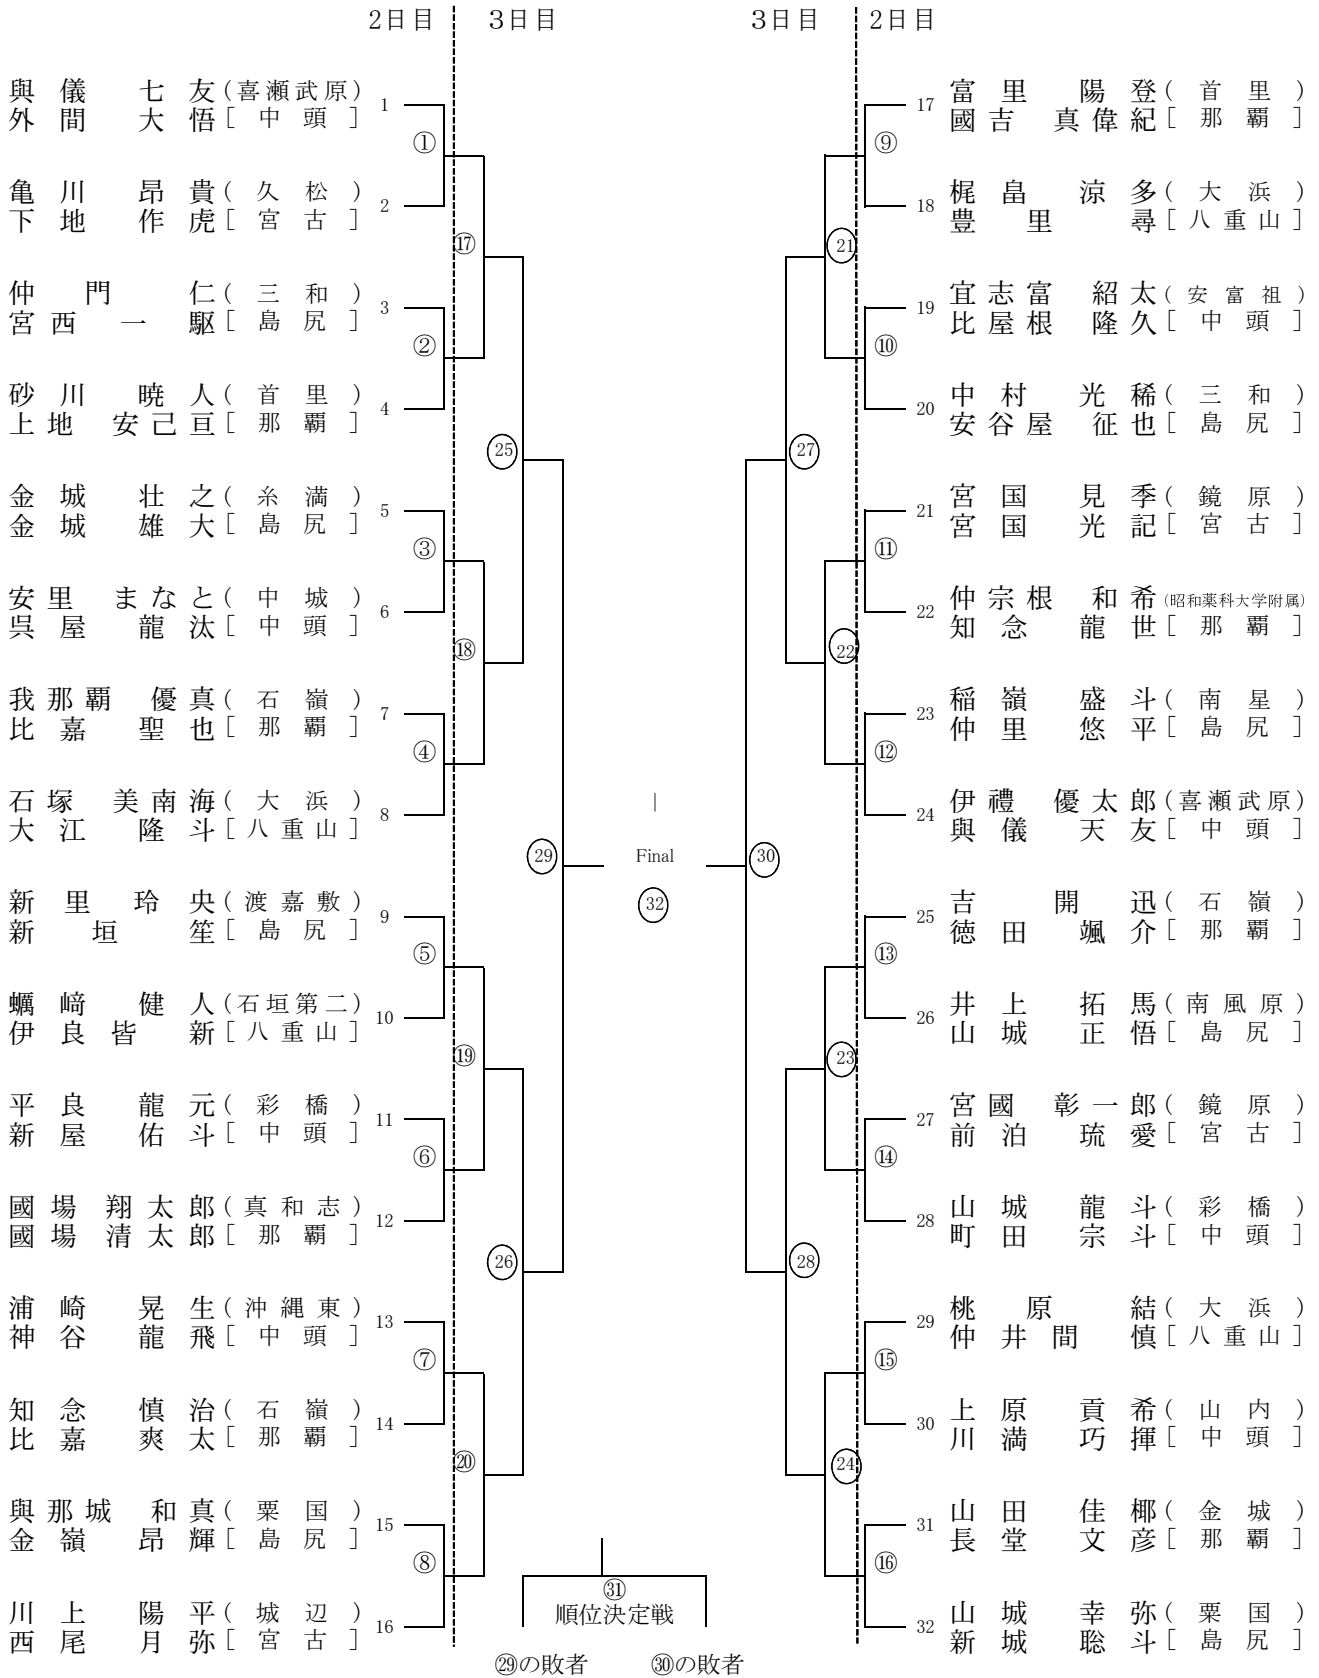 2日目 3日目 3日目 2日目
與儀 七友(喜瀬武原) 1
外間 大悟[中頭]
①
亀川 昂貴(久松) 2
下地 作虎[宮古]
⑰
仲門 仁(三和) 3
宮西 一駆[島尻]
②
砂川 暁人(首里) 4
上地 安己亘[那覇]
㉕
金城 壮之(糸満) 5
金城 雄大[島尻]
③
安里 まなと(中城) 6
呉屋 龍汰[中頭]
⑱
我那覇 優真(石嶺) 7
比嘉 聖也[那覇]
④
石塚 美南海(大浜) 8
大江 隆斗[八重山]
㉙
新里 玲央(渡嘉敷) 9
新垣 笙[島尻]
⑤
蠣﨑 健人(石垣第二) 10
伊良皆 新[八重山]
⑲
平良 龍元(彩橋) 11
新屋 佑斗[中頭]
⑥
國場 翔太郎(真和志) 12
國場 清太郎[那覇]
㉖
浦崎 晃生(沖縄東) 13
神谷 龍飛[中頭]
⑦
知念 慎治(石嶺) 14
比嘉 爽太[那覇]
⑳
與那城 和真(粟国) 15
金嶺 昂輝[島尻]
⑧
川上 陽平(城辺) 16
西尾 月弥[宮古]
|
Final
㉜
㉛
順位決定戦
㉙の敗者 ㉚の敗者
17 富里 陽登(首里)
國吉 真偉紀[那覇]
⑨
18 梶畠 涼多(大浜)
豊里 尋[八重山]
㉑
19 宜志富 紹太(安富祖)
比屋根 隆久[中頭]
⑩
20 中村 光稀(三和)
安谷屋 征也[島尻]
㉗
21 宮国 見季(鏡原)
宮国 光記[宮古]
⑪
22 仲宗根 和希(昭和薬科大学附属)
知念 龍世[那覇]
㉒
23 稲嶺 盛斗(南星)
仲里 悠平[島尻]
⑫
24 伊禮 優太郎(喜瀬武原)
與儀 天友[中頭]
㉚
25 吉開 迅(石嶺)
徳田 颯介[那覇]
⑬
26 井上 拓馬(南風原)
山城 正悟[島尻]
㉓
27 宮國 彰一郎(鏡原)
前泊 琉愛[宮古]
⑭
28 山城 龍斗(彩橋)
町田 宗斗[中頭]
㉘
29 桃原 結(大浜)
仲井間 慎[八重山]
⑮
30 上原 貢希(山内)
川満 巧揮[中頭]
㉔
31 山田 佳椰(金城)
長堂 文彦[那覇]
⑯
32 山城 幸弥(粟国)
新城 聡斗[島尻]